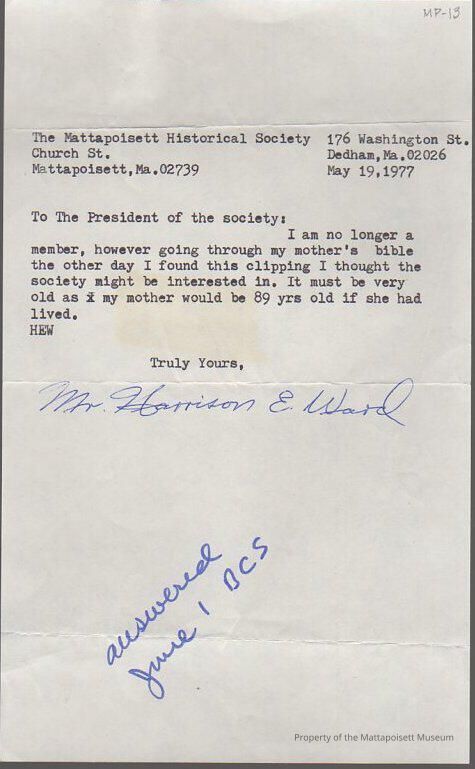 MP-13
The Mattapoisett Historical Society 176 Washington St.
Church St. Dedham,Ma.02026
Mattapoisett,Ma.02739 May 19,1977
To The President of the society:
I am no longer a
member, however going through my mother's bible
the other day I found this clipping I thought the
society might be interested in. It must be very
old as my mother would be 89 yrs old if she had
lived.
HEW
Truly Yours,
Mr. Harrison E. Ward
answered
June 1 BCS
Property of the Mattapoisett Museum